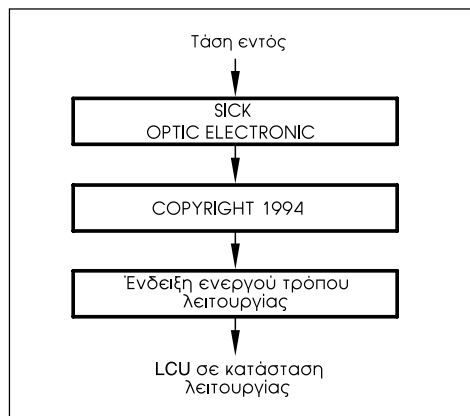 Τάση εντός
SICK
OPTIC ELECTRONIC
COPYRIGHT 1994
Ένδειξη ενεργού τρόπου
λειτουργίας
LCU σε κατάσταση
λειτουργίας